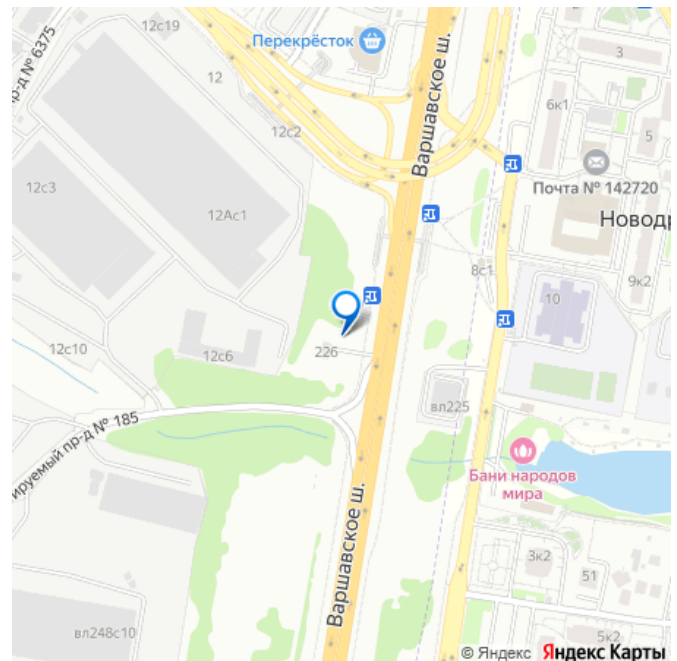 12с19
Перекрёсток
3
пр-д № 6375
12
6к1
Варшавское ш.
12с2
5
12с3
Почта № 142720
12Ас1
Новодр
8с1
9к2
10
12с10
12с6
226
вл225
ируемый пр-д № 185
Бани народов
мира
Варшавское ш.
3к2
51
вл248с10
5к2
© Яндекс Яндекс Карты